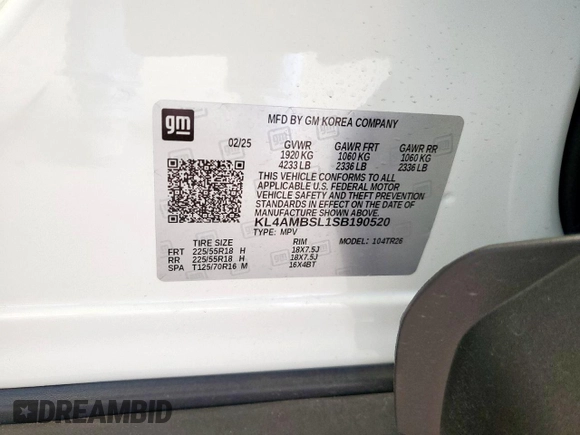 gm
MFD BY GM KOREA COMPANY
02/25 GVWR GAWR FRT GAWR RR
1920 KG 1060 KG 1060 KG
4233 LB 2336 LB 2336 LB
THIS VEHICLE CONFORMS TO ALL
APPLICABLE U.S. FEDERAL MOTOR
VEHICLE SAFETY AND THEFT PREVENTION
STANDARDS IN EFFECT ON THE DATE OF
MANUFACTURE SHOWN ABOVE.
KL4AMBSL1SB190520
TYPE: MPV MODEL: 104TR26
TIRE SIZE RIM
FRT 225/55R18 H 18X7.5J
RR 225/55R18 H 18X7.5J
SPA T125/70R16 M 16X4BT
DREAMBID